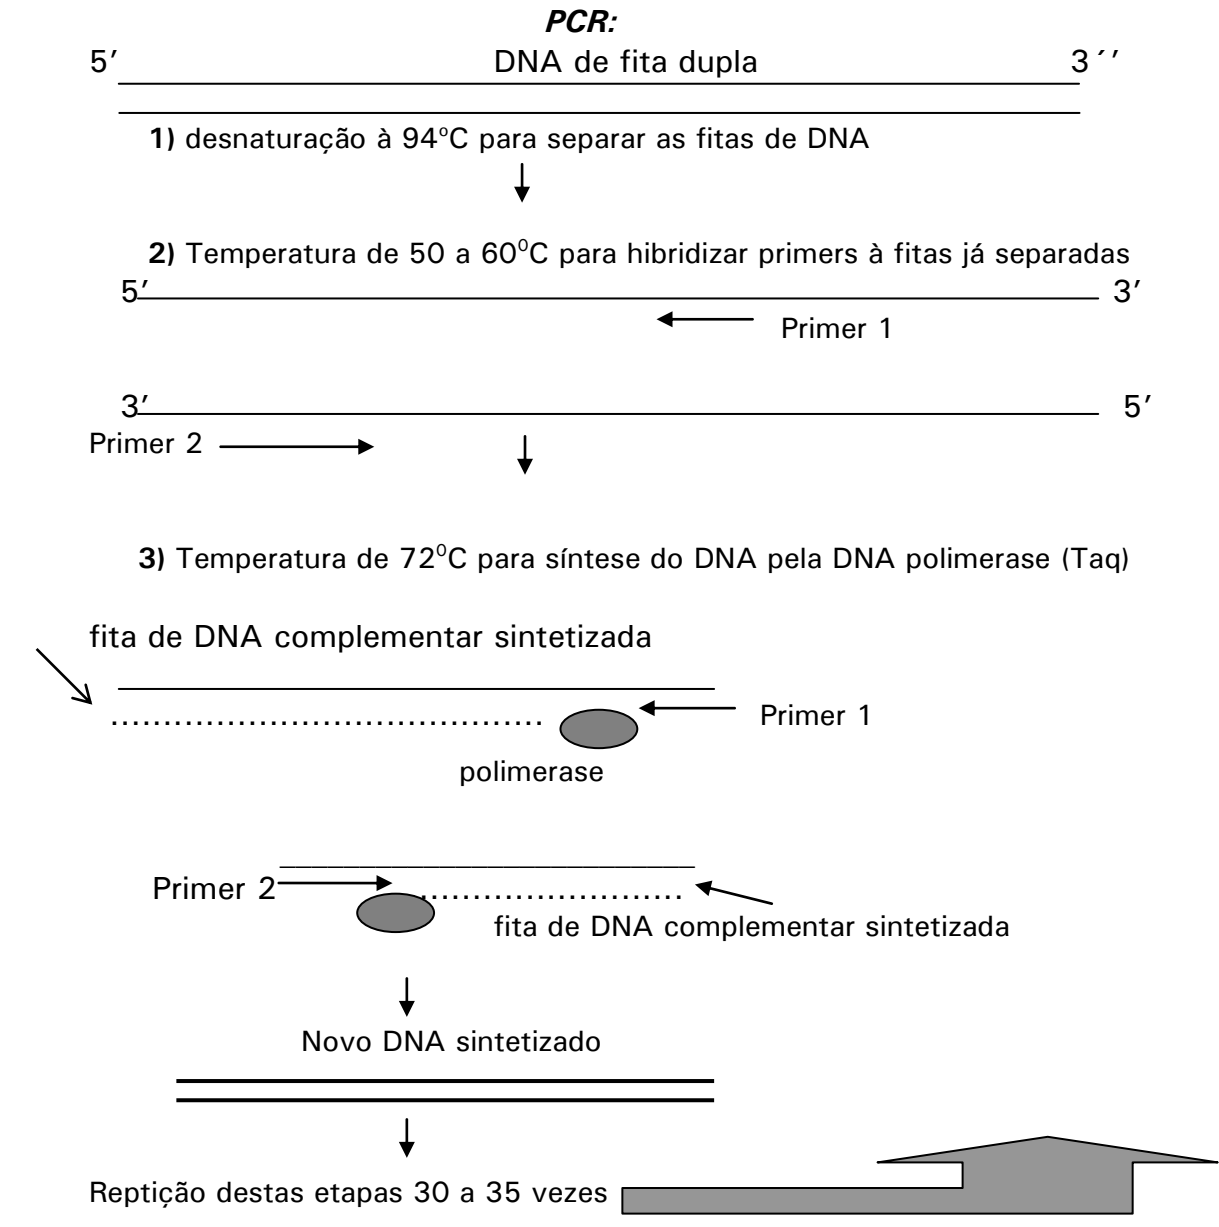 PCR:
5′ DNA de fita dupla 3´′
1) desnaturação à 94ºC para separar as fitas de DNA
2) Temperatura de 50 a 60⁰C para hibridizar primers à fitas já separadas
5′ 3′
Primer 1
3′ 5′
Primer 2
3) Temperatura de 72⁰C para síntese do DNA pela DNA polimerase (Taq)
fita de DNA complementar sintetizada
Primer 1
polimerase
Primer 2
fita de DNA complementar sintetizada
Novo DNA sintetizado
Reptição destas etapas 30 a 35 vezes